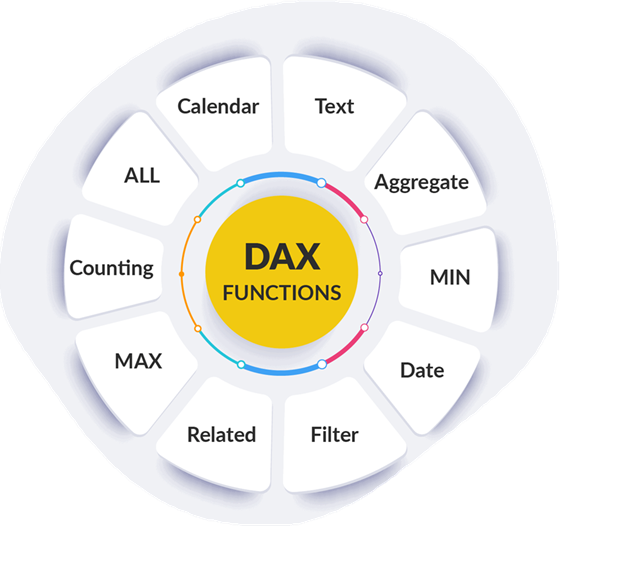 Calendar
Text
ALL
Aggregate
DAX
FUNCTIONS
Counting
MIN
MAX
Date
Related
Filter